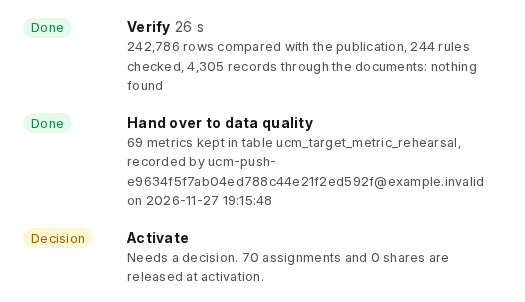 Done
Verify 26 s
242,786 rows compared with the publication, 244 rules
checked, 4,305 records through the documents: nothing
found
Done
Hand over to data quality
69 metrics kept in table ucm_target_metric_rehearsal,
recorded by ucm-push-
e9634f5f7ab04ed788c44e21f2ed592f@example.invalid
on 2026-11-27 19:15:48
Decision
Activate
Needs a decision. 70 assignments and 0 shares are
released at activation.